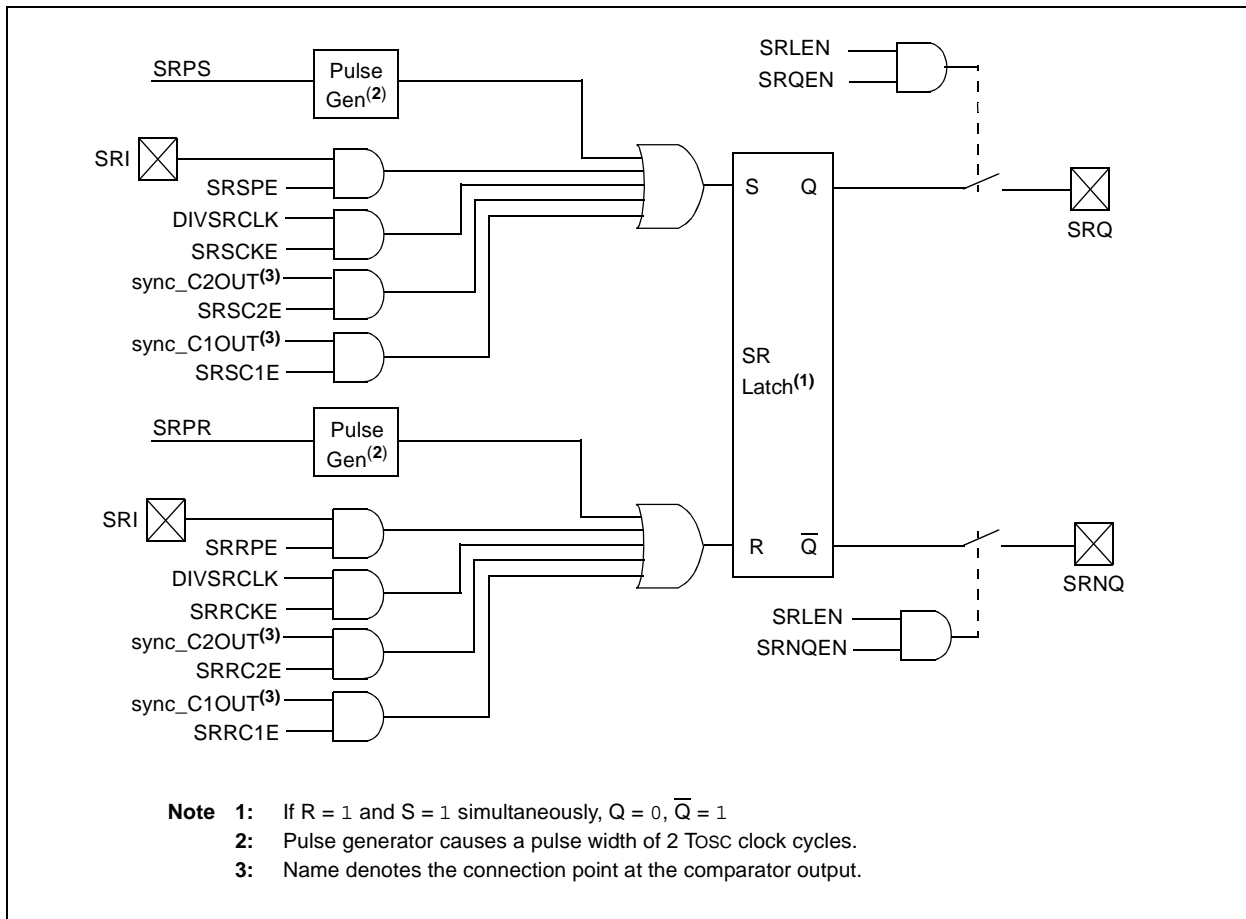 SRPS
Pulse
Gen(2)
SRI
SRSPE
DIVSRCLK
SRSCKE
sync_C2OUT(3)
SRSC2E
sync_C1OUT(3)
SRSC1E
SRPR
Pulse
Gen(2)
SRI
SRRPE
DIVSRCLK
SRRCKE
sync_C2OUT(3)
SRRC2E
sync_C1OUT(3)
SRRC1E
S Q
SR
Latch(1)
R Q̅
SRLEN
SRQEN
SRQ
SRLEN
SRNQEN
SRNQ
Note 1: If R = 1 and S = 1 simultaneously, Q = 0, Q̅ = 1
2: Pulse generator causes a pulse width of 2 TOSC clock cycles.
3: Name denotes the connection point at the comparator output.